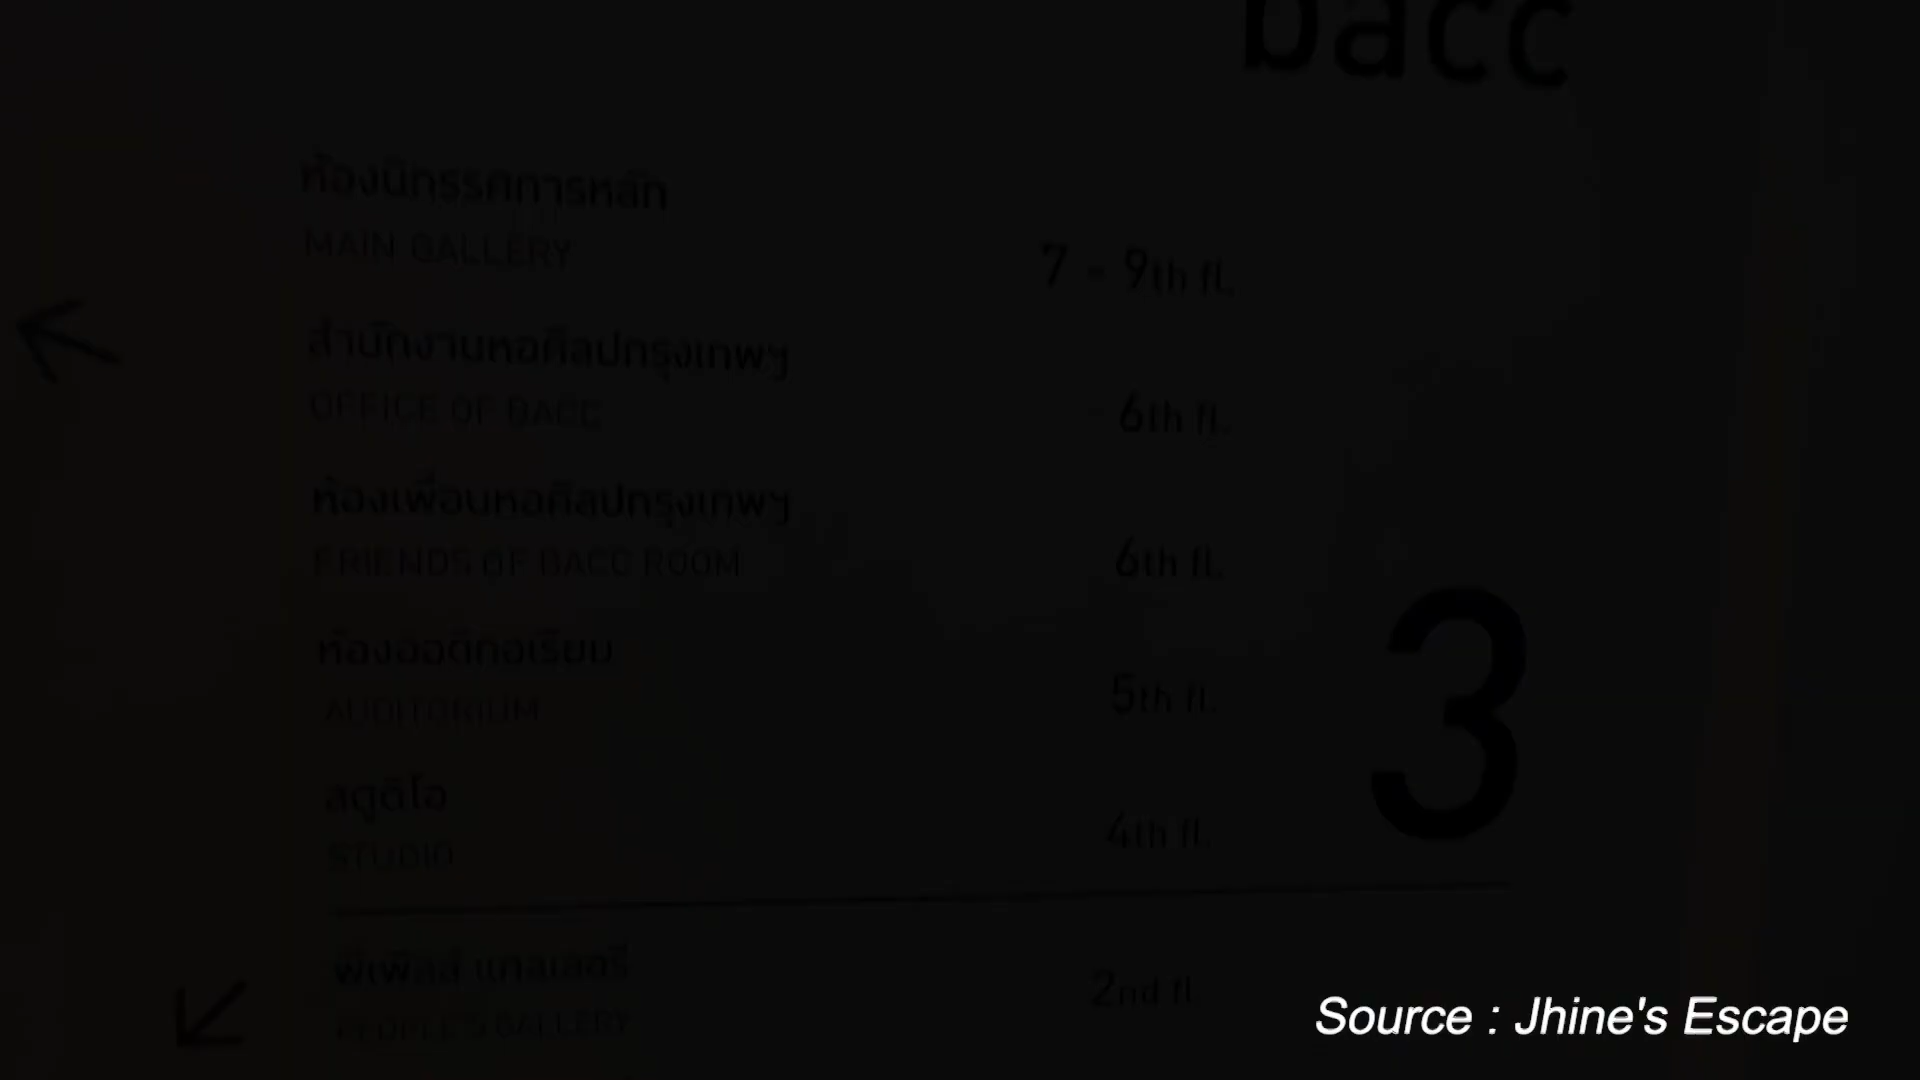 bacc
ห้องนิทรรศการหลัก
MAIN GALLERY
7 - 9th fl.
สำนักงานหอศิลปกรุงเทพฯ
OFFICE OF BACC
6th fl.
ห้องเพื่อนหอศิลปกรุงเทพฯ
FRIENDS OF BACC ROOM
6th fl.
ห้องออดิทอเรียม
AUDITORIUM
5th fl.
สตูดิโอ
STUDIO
4th fl.
3
พีเพิลส์ แกลเลอรี
PEOPLE'S GALLERY
2nd fl.
Source : Jhine's Escape